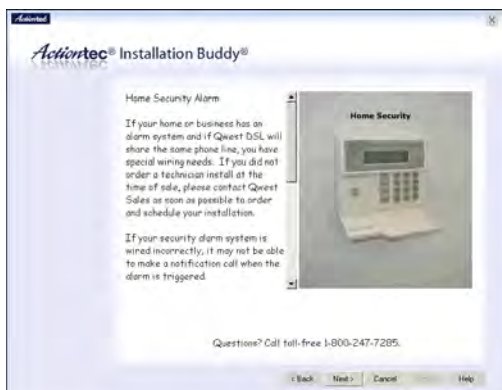 Actiontec
Actiontec® Installation Buddy®
Home Security Alarm
If your home or business has an
alarm system and if Qwest DSL will
share the same phone line, you have
special wiring needs. If you did not
order a technician install at the
time of sale, please contact Qwest
Sales as soon as possible to order
and schedule your installation.
If your security alarm system is
wired incorrectly, it may not be able
to make a notification call when the
alarm is triggered.
Home Security
Questions? Call toll-free 1-800-247-7285.
< Back Next > Cancel Help